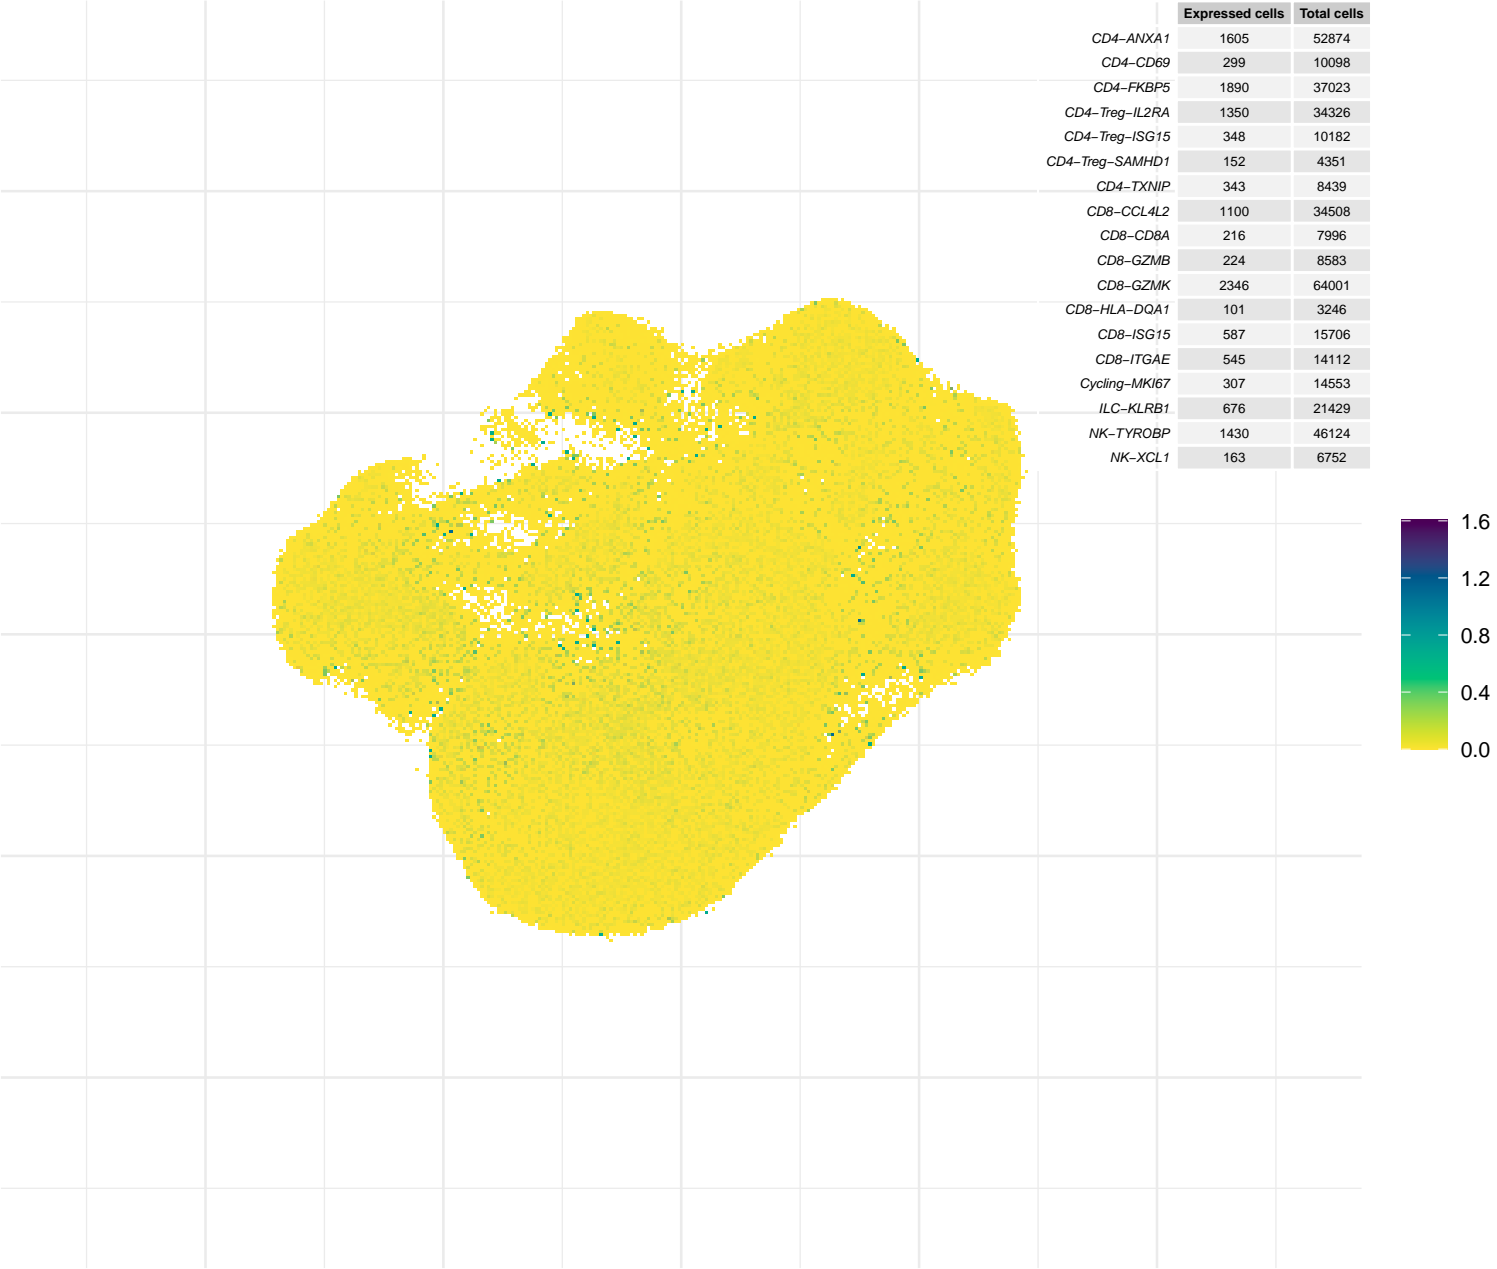 Expressed cells Total cells
CD4−ANXA1 1605 52874
CD4−CD69 299 10098
CD4−FKBP5 1890 37023
CD4−Treg−IL2RA 1350 34326
CD4−Treg−ISG15 348 10182
CD4−Treg−SAMHD1 152 4351
CD4−TXNIP 343 8439
CD8−CCL4L2 1100 34508
CD8−CD8A 216 7996
CD8−GZMB 224 8583
CD8−GZMK 2346 64001
CD8−HLA−DQA1 101 3246
CD8−ISG15 587 15706
CD8−ITGAE 545 14112
Cycling−MKI67 307 14553
ILC−KLRB1 676 21429
NK−TYROBP 1430 46124
NK−XCL1 163 6752
1.6
1.2
0.8
0.4
0.0